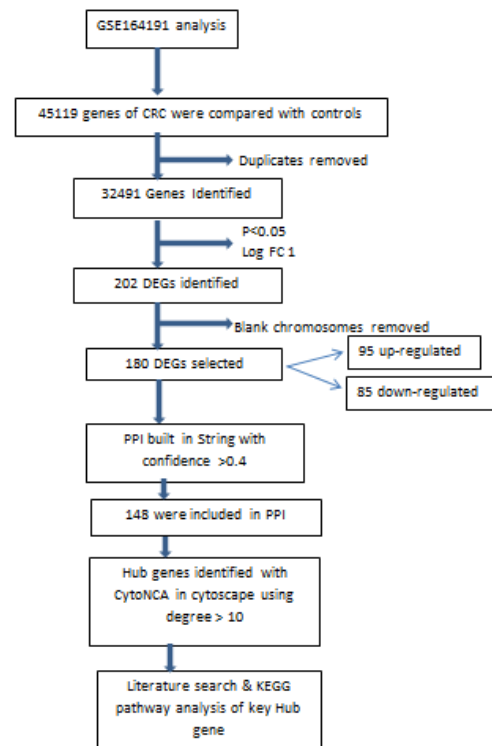 GSE164191 analysis
45119 genes of CRC were compared with controls
Duplicates removed
32491 Genes Identified
P<0.05
Log FC 1
202 DEGs identified
Blank chromosomes removed
180 DEGs selected
95 up-regulated
85 down-regulated
PPI built in String with
confidence >0.4
148 were included in PPI
Hub genes identified with
CytoNCA in cytoscape using
degree > 10
Literature search & KEGG
pathway analysis of key Hub
gene